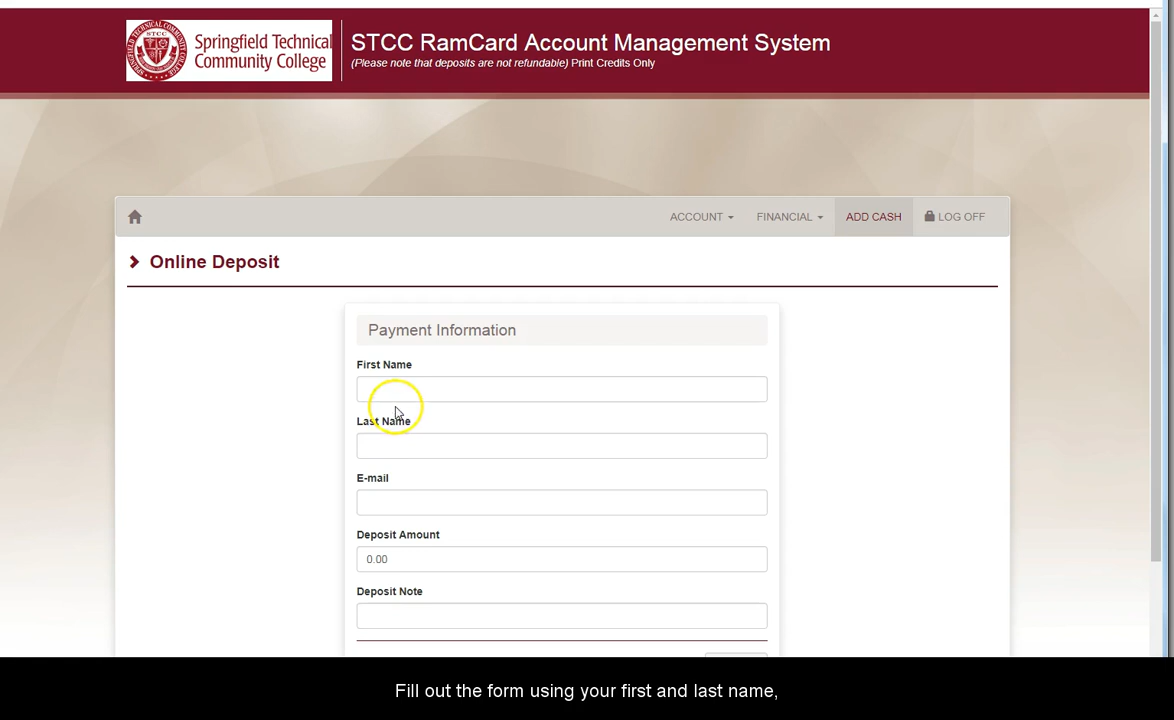 STCC
Springfield Technical
Community College
STCC RamCard Account Management System
(Please note that deposits are not refundable) Print Credits Only
ACCOUNT
FINANCIAL
ADD CASH
LOG OFF
Online Deposit
Payment Information
First Name
Last Name
E-mail
Deposit Amount
0.00
Deposit Note
Fill out the form using your first and last name,